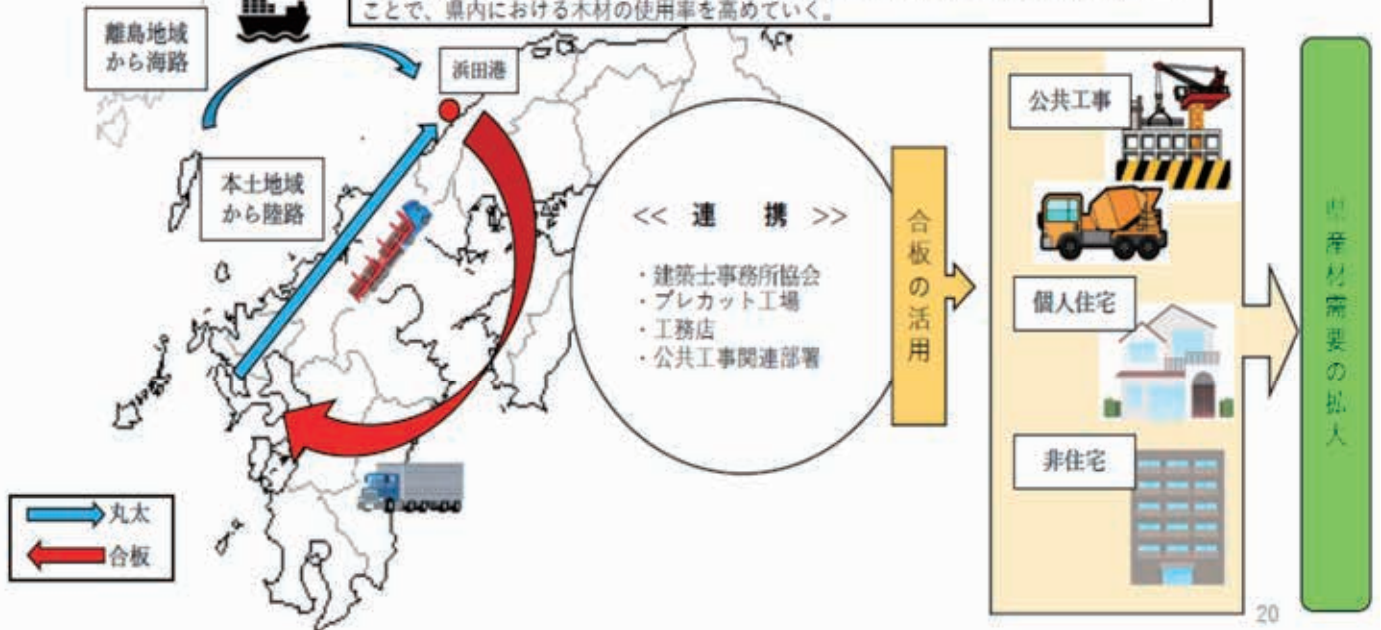 ことで、県内における木材の使用率を高めていく。
離島地域
から海路
浜田港
本土地域
から陸路
<< 連 携 >>
・建築士事務所協会
・プレカット工場
・工務店
・公共工事関連部署
合板の活用
公共工事
個人住宅
非住宅
県産材需要の拡大
丸太
合板
20